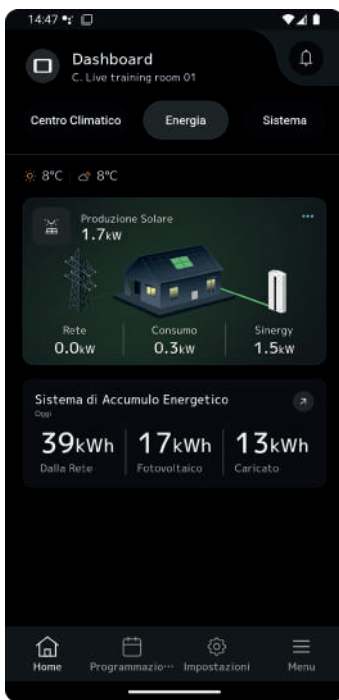 14:47
Dashboard
C. Live training room 01
Centro Climatico Energia Sistema
8°C 8°C
Produzione Solare
1.7kW
Rete Consumo Sinergy
0.0kW 0.3kW 1.5kW
Sistema di Accumulo Energetico
Oggi
39kWh 17kWh 13kWh
Dalla Rete Fotovoltaico Caricato
Home Programmazio··· Impostazioni Menu